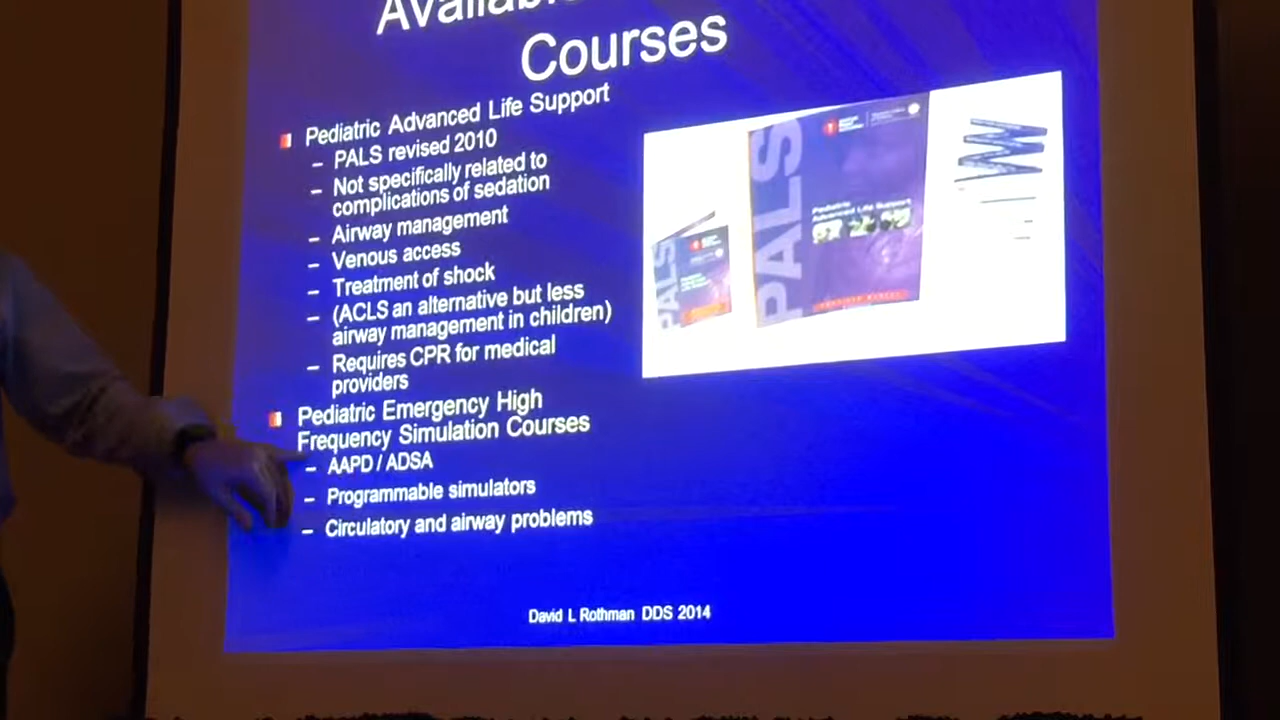 Courses
Pediatric Advanced Life Support
– PALS revised 2010
– Not specifically related to
complications of sedation
– Airway management
– Venous access
– Treatment of shock
– (ACLS an alternative but less
airway management in children)
– Requires CPR for medical
providers
Pediatric Emergency High
Frequency Simulation Courses
– AAPD / ADSA
– Programmable simulators
– Circulatory and airway problems
David L Rothman DDS 2014
PALS
PALS
Pediatric
Advanced Life Support